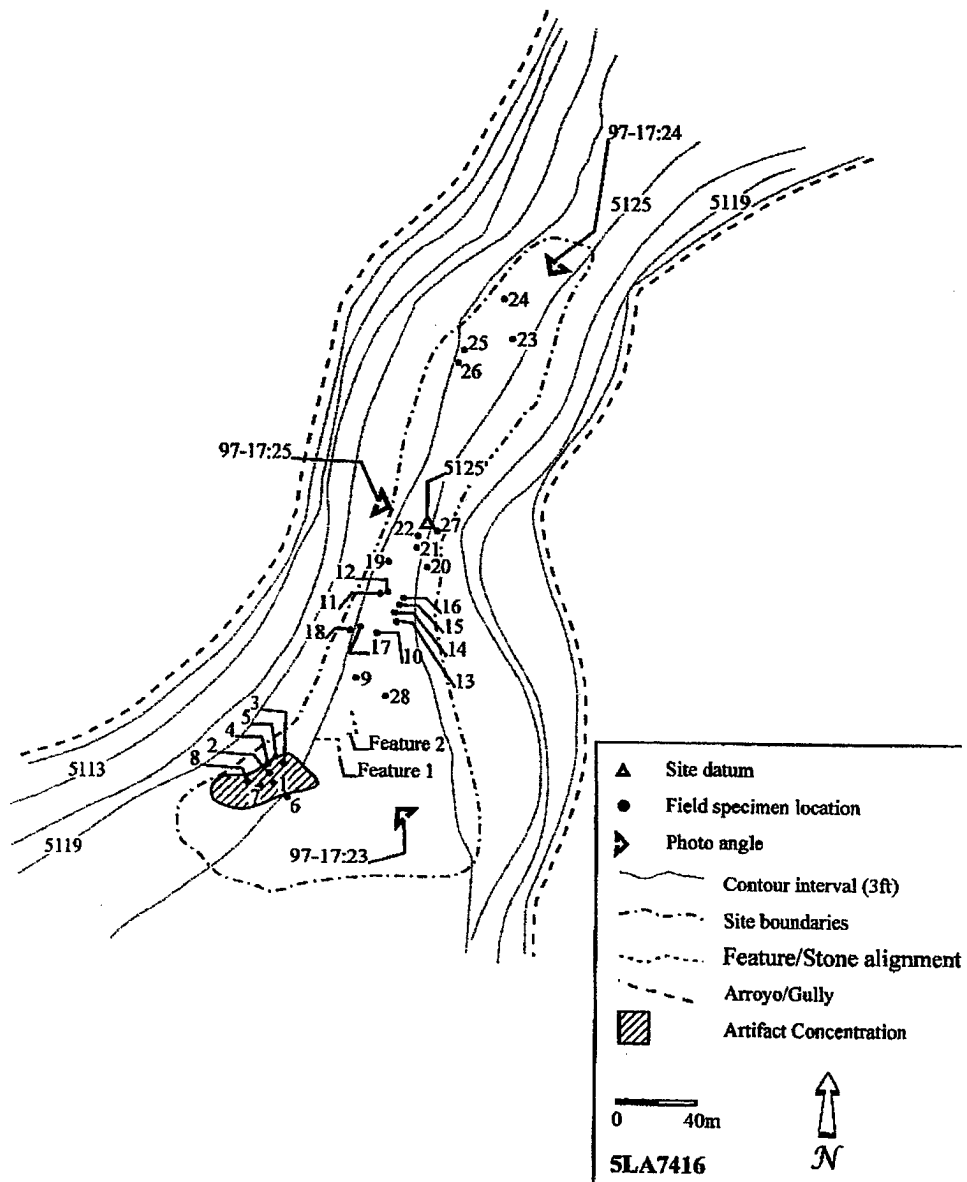 97-17:24
5125
5119
24
23
25
26
97-17:25
5125'
22
27
21
19
20
12
11
16
15
18
14
17
10
13
9
28
3
5
4
2
8
Feature 2
Feature 1
7
6
5113
5119
97-17:23
Site datum
Field specimen location
Photo angle
Contour interval (3ft)
Site boundaries
Feature/Stone alignment
Arroyo/Gully
Artifact Concentration
0 40m
5LA7416
N